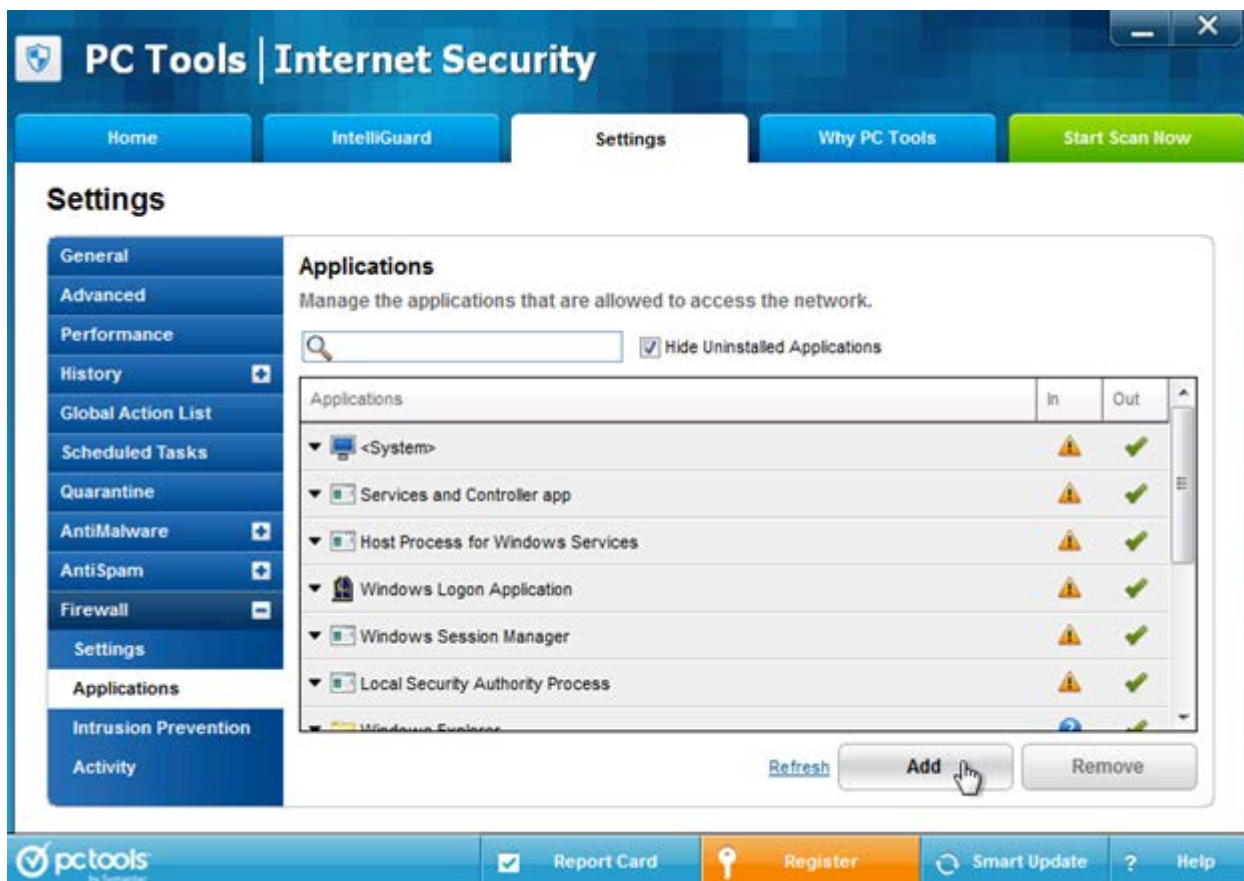 PC Tools | Internet Security
Home
IntelliGuard
Settings
Why PC Tools
Start Scan Now
Settings
General
Advanced
Performance
History
Global Action List
Scheduled Tasks
Quarantine
AntiMalware
AntiSpam
Firewall
Settings
Applications
Intrusion Prevention
Activity
Applications
Manage the applications that are allowed to access the network.
Hide Uninstalled Applications
Applications In Out
<System>
Services and Controller app
Host Process for Windows Services
Windows Logon Application
Windows Session Manager
Local Security Authority Process
Windows Explorer
Refresh
Add
Remove
pctools
by Symantec
Report Card
Register
Smart Update
? Help